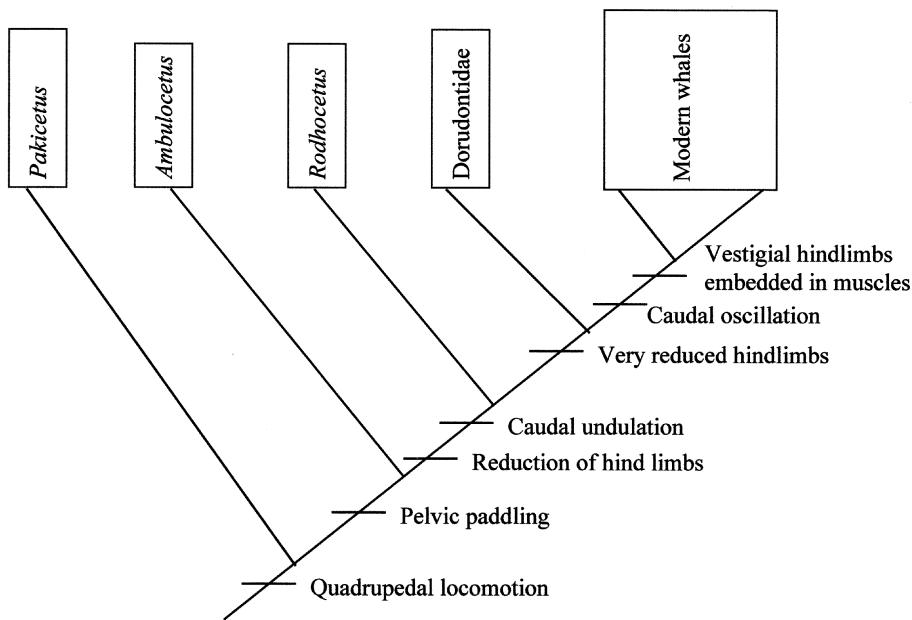 Pakicetus
Ambulocetus
Rodhocetus
Dorudontidae
Modern whales
Vestigial hindlimbs
embedded in muscles
Caudal oscillation
Very reduced hindlimbs
Caudal undulation
Reduction of hind limbs
Pelvic paddling
Quadrupedal locomotion